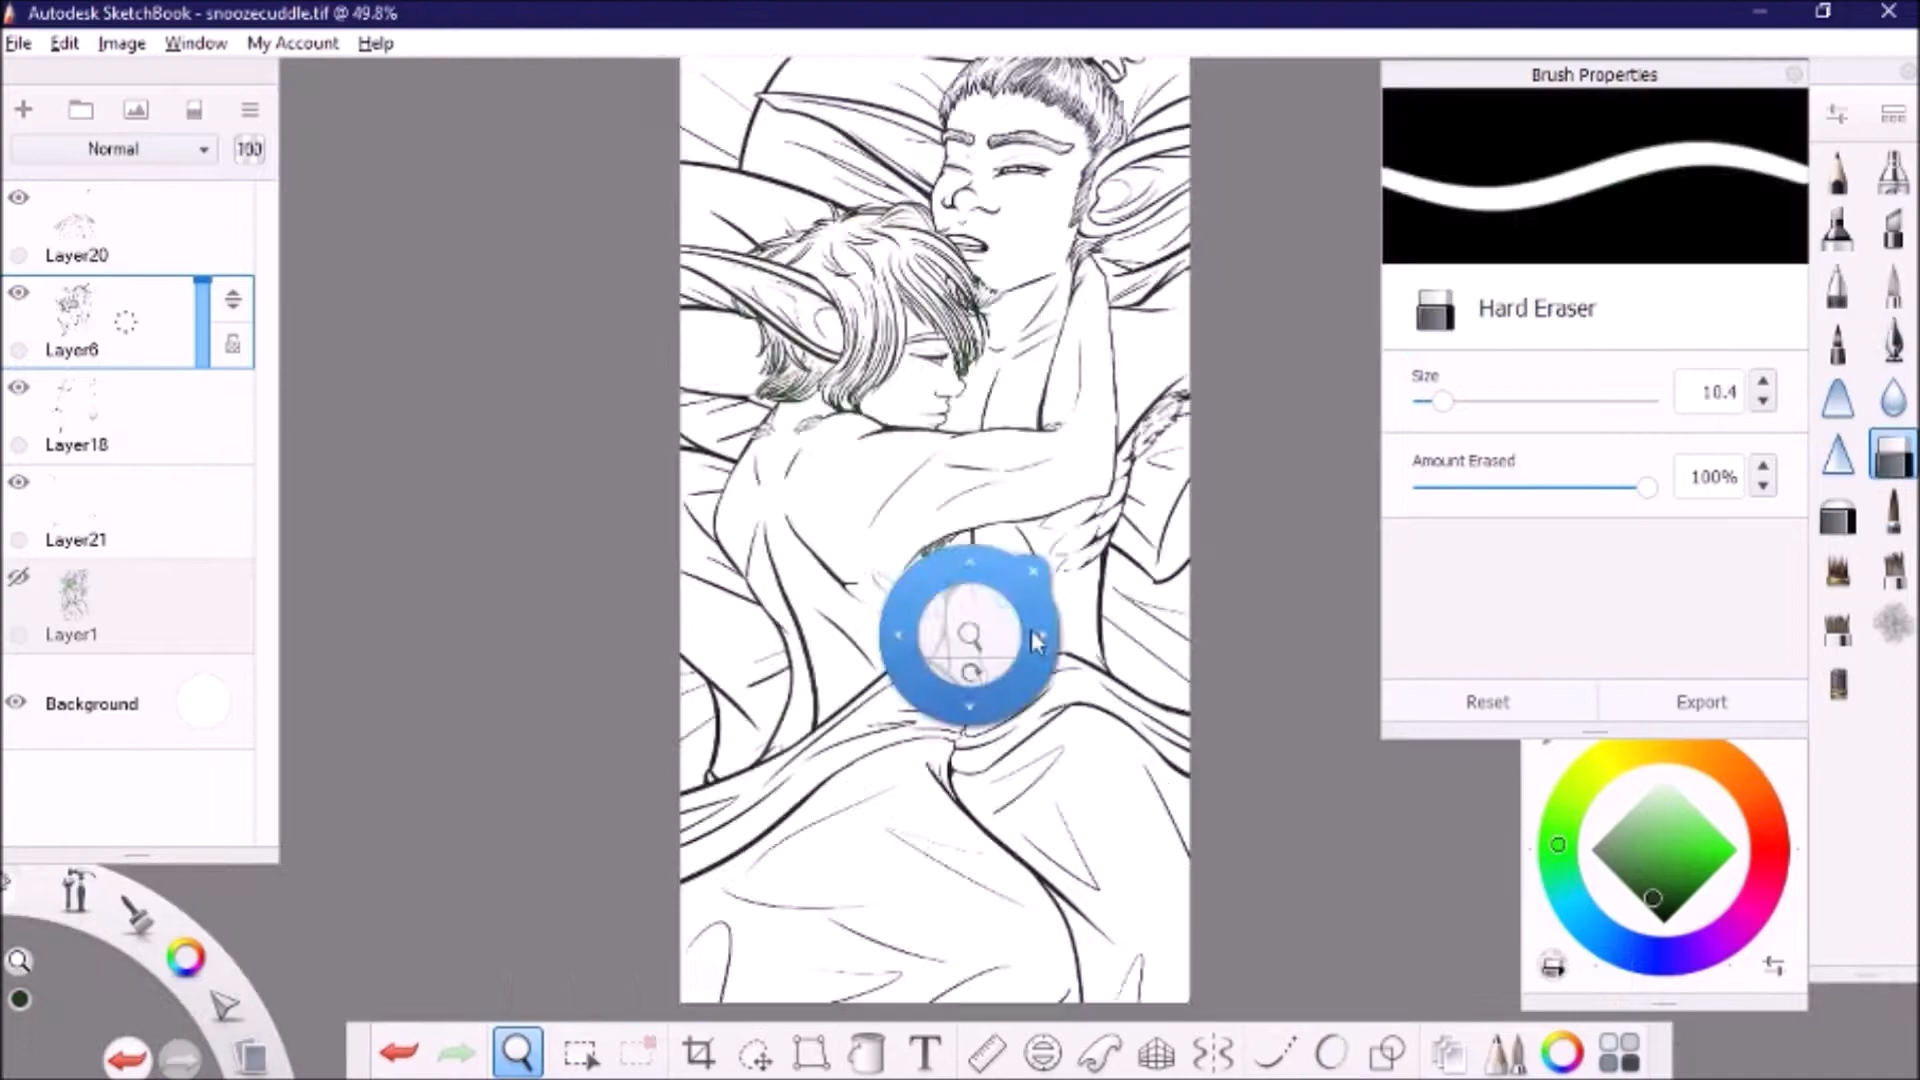 Autodesk SketchBook - snoozecuddle.tif @ 49.8%
File Edit Image Window My Account Help
Normal 100
Layer20
Layer6
Layer18
Layer21
Layer1
Background
Brush Properties
Hard Eraser
Size
10.4
Amount Erased
100%
Reset Export